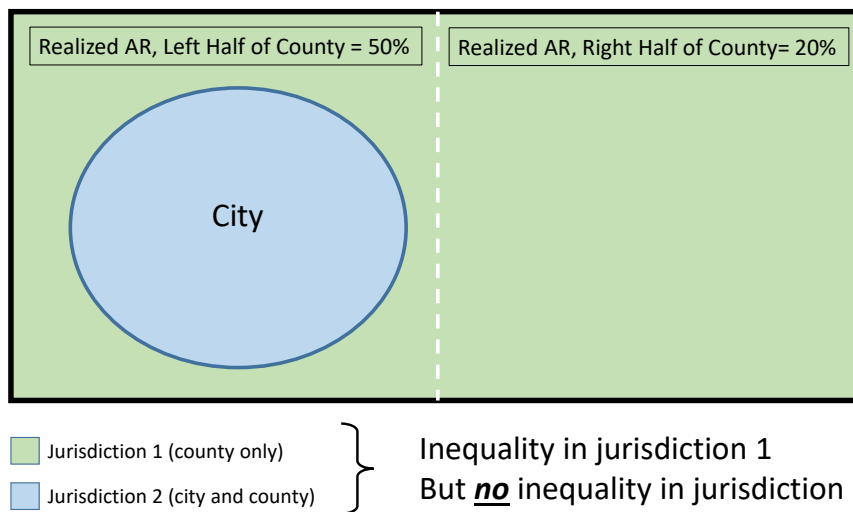 Realized AR, Left Half of County = 50%
Realized AR, Right Half of County= 20%
City
Jurisdiction 1 (county only)
Jurisdiction 2 (city and county)
Inequality in jurisdiction 1
But no inequality in jurisdiction